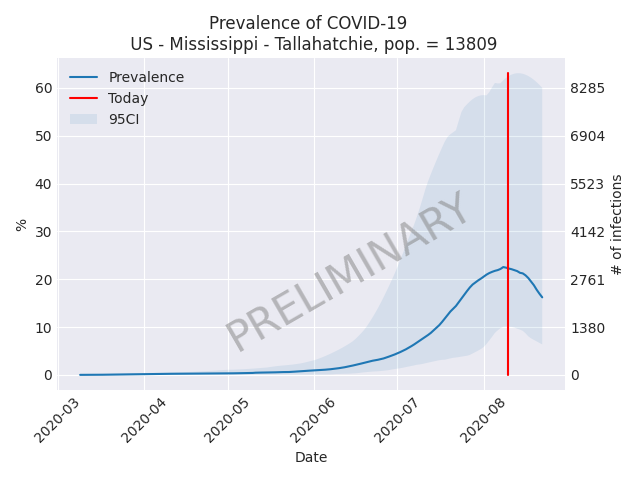 Prevalence of COVID-19
US - Mississippi - Tallahatchie, pop. = 13809
Prevalence
Today
95CI
60
50
40
30
20
10
0
%
8285
6904
5523
4142
2761
1380
0
# of infections
PRELIMINARY
2020-03
2020-04
2020-05
2020-06
2020-07
2020-08
Date